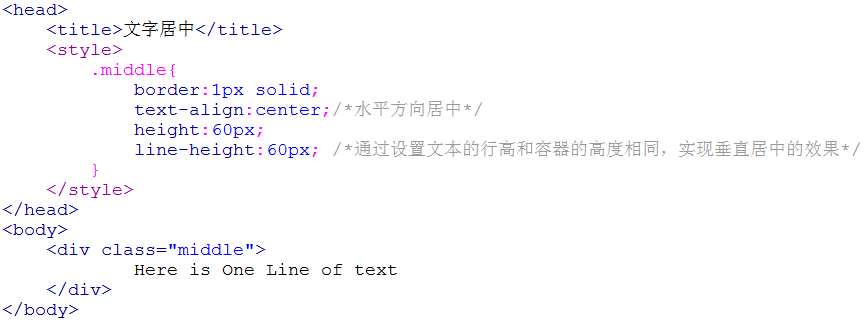 <head>
    <title>文字居中</title>
    <style>
        .middle{
            border:1px solid;
            text-align:center;/*水平方向居中*/
            height:60px;
            line-height:60px; /*通过设置文本的行高和容器的高度相同，实现垂直居中的效果*/
        }
    </style>
</head>
<body>
    <div class="middle">
            Here is One Line of text
    </div>
</body>